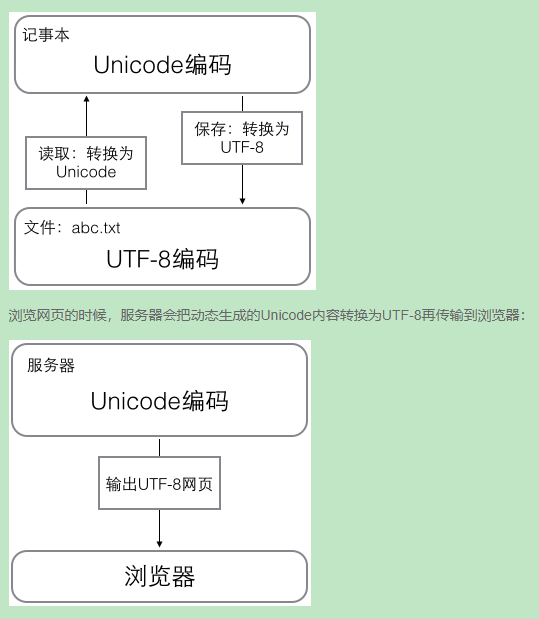 记事本
Unicode编码
读取：转换为
Unicode
保存：转换为
UTF-8
文件：abc.txt
UTF-8编码
浏览网页的时候，服务器会把动态生成的Unicode内容转换为UTF-8再传输到浏览器：
服务器
Unicode编码
输出UTF-8网页
浏览器